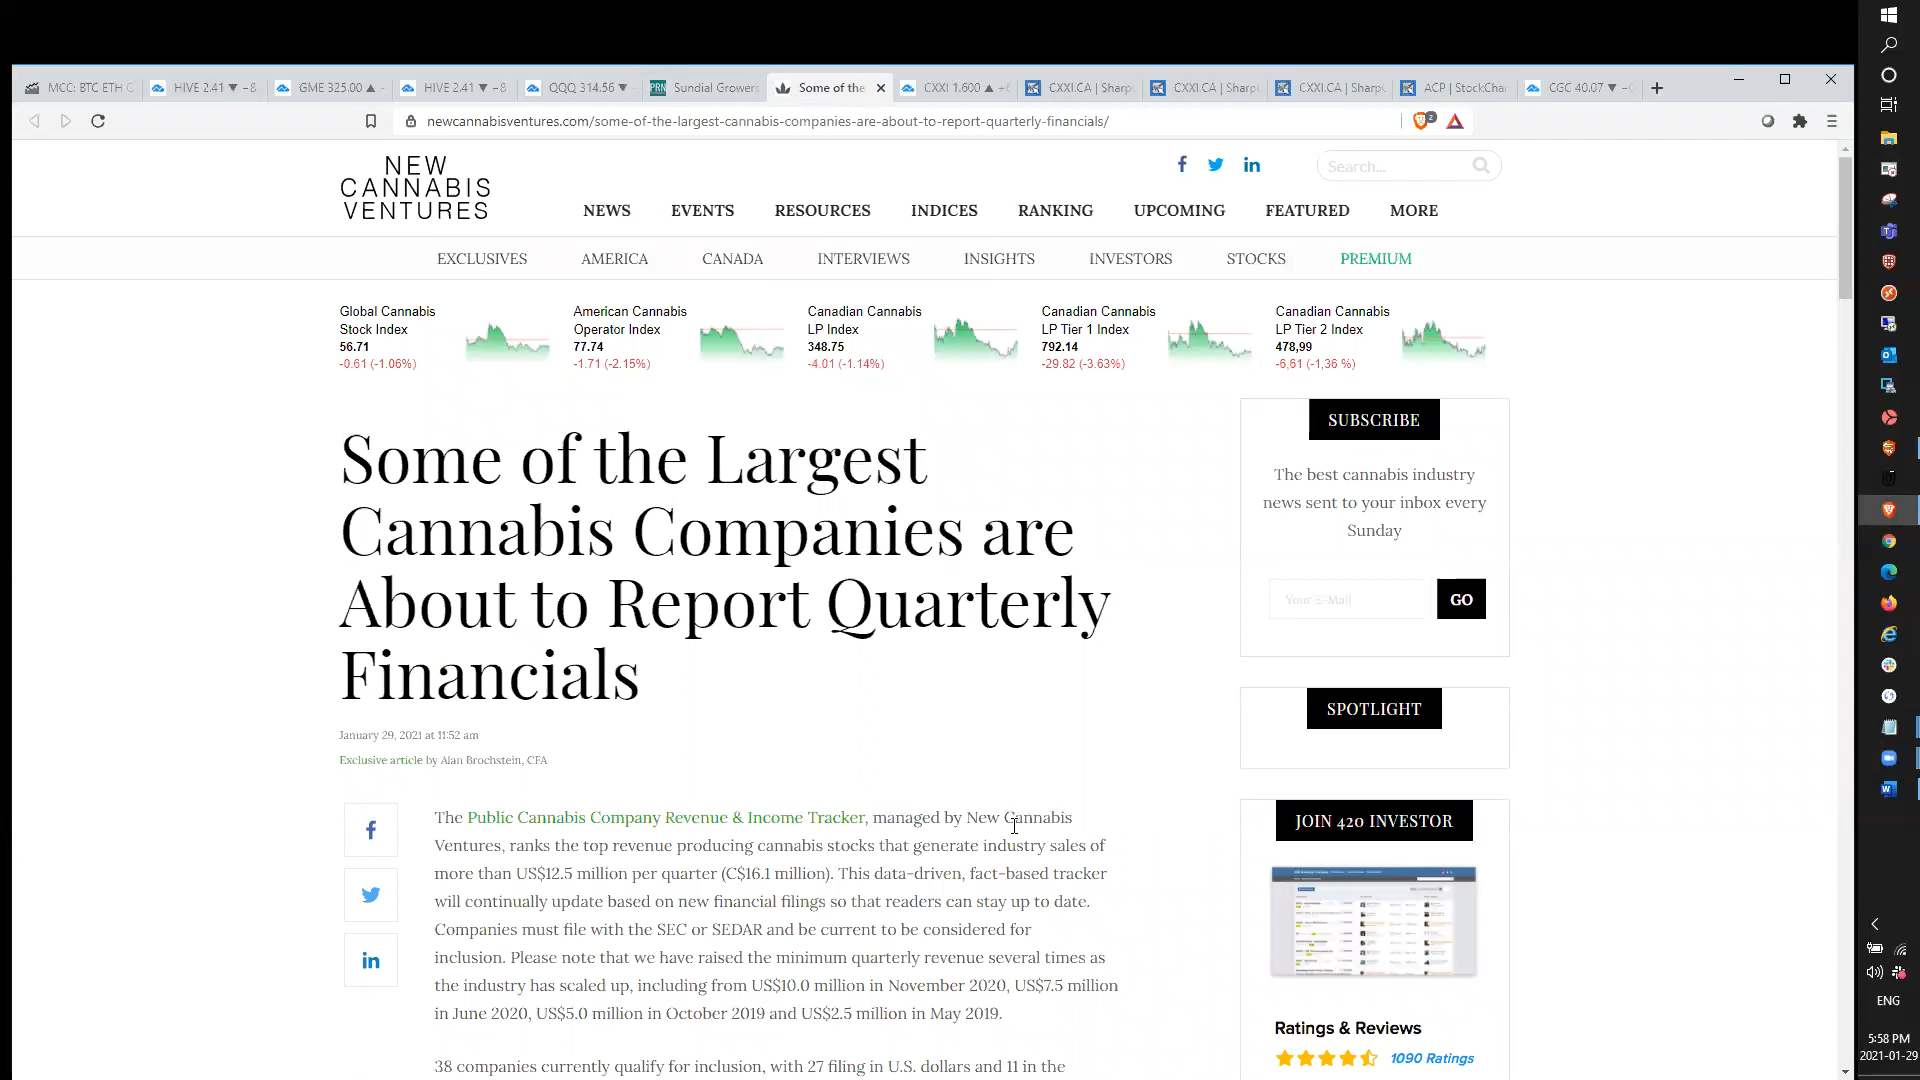 MCC: BTC ETH C
HIVE 2.41 ▼ −8
GME 325.00 ▲
HIVE 2.41 ▼ −8
QQQ 314.56 ▼
PRN
Sundial Growers
Some of the
CXXI 1.600 ▲
CXXI.CA | Sharp
CXXI.CA | Sharp
CXXI.CA | Sharp
ACP | StockChar
CGC 40.07 ▼
newcannabisventures.com/some-of-the-largest-cannabis-companies-are-about-to-report-quarterly-financials/
2
NEW
CANNABIS
VENTURES
Search...
NEWS EVENTS RESOURCES INDICES RANKING UPCOMING FEATURED MORE
EXCLUSIVES AMERICA CANADA INTERVIEWS INSIGHTS INVESTORS STOCKS PREMIUM
Global Cannabis
Stock Index
56.71
-0.61 (-1.06%)
American Cannabis
Operator Index
77.74
-1.71 (-2.15%)
Canadian Cannabis
LP Index
348.75
-4.01 (-1.14%)
Canadian Cannabis
LP Tier 1 Index
792.14
-29.82 (-3.63%)
Canadian Cannabis
LP Tier 2 Index
478,99
-6,61 (-1,36 %)
Some of the Largest
Cannabis Companies are
About to Report Quarterly
Financials
January 29, 2021 at 11:52 am
Exclusive article by Alan Brochstein, CFA
The Public Cannabis Company Revenue & Income Tracker, managed by New Cannabis
Ventures, ranks the top revenue producing cannabis stocks that generate industry sales of
more than US$12.5 million per quarter (C$16.1 million). This data-driven, fact-based tracker
will continually update based on new financial filings so that readers can stay up to date.
Companies must file with the SEC or SEDAR and be current to be considered for
inclusion. Please note that we have raised the minimum quarterly revenue several times as
the industry has scaled up, including from US$10.0 million in November 2020, US$7.5 million
in June 2020, US$5.0 million in October 2019 and US$2.5 million in May 2019.
38 companies currently qualify for inclusion, with 27 filing in U.S. dollars and 11 in the
SUBSCRIBE
The best cannabis industry
news sent to your inbox every
Sunday
Your E-Mail
GO
SPOTLIGHT
JOIN 420 INVESTOR
Ratings & Reviews
1090 Ratings
ENG
5:58 PM
2021-01-29